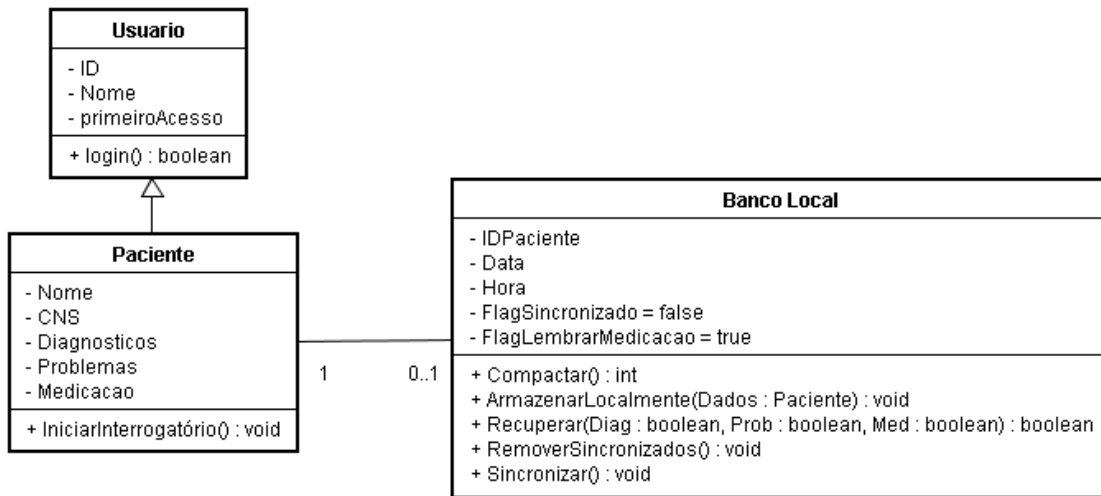 Usuario
- ID
- Nome
- primeiroAcesso
+ login() : boolean
Paciente
- Nome
- CNS
- Diagnosticos
- Problemas
- Medicacao
+ IniciarInterrogatório() : void
1
0..1
Banco Local
- IDPaciente
- Data
- Hora
- FlagSincronizado = false
- FlagLembrarMedicacao = true
+ Compactar() : int
+ ArmazenarLocalmente(Dados : Paciente) : void
+ Recuperar(Diag : boolean, Prob : boolean, Med : boolean) : boolean
+ RemoverSincronizados() : void
+ Sincronizar() : void